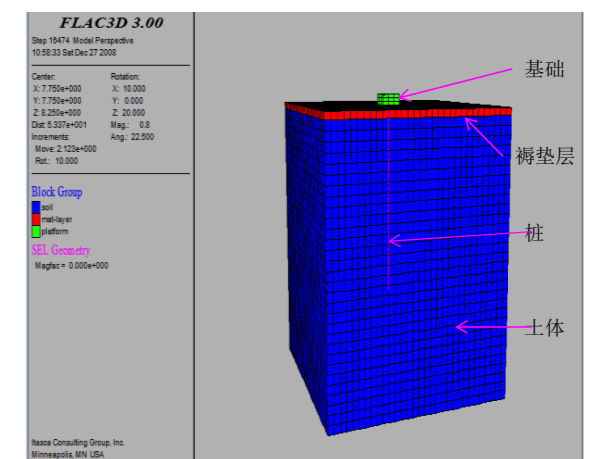 FLAC3D 3.00
Step 16474 Model Perspective
10:58:33 Sat Dec 27 2008
Center: Rotation:
X: 7.750e+000 X: 10.000
Y: 7.750e+000 Y: 0.000
Z: 8.250e+000 Z: 20.000
Dist: 5.337e+001 Mag.: 0.8
Increments: Ang.: 22.500
Move: 2.123e+000
Rot.: 10.000
Block Group
soil
mat-layer
platform
SEL Geometry
Magfac = 0.000e+000
Itasca Consulting Group, Inc.
Minneapolis, MN USA
基础
褥垫层
桩
土体